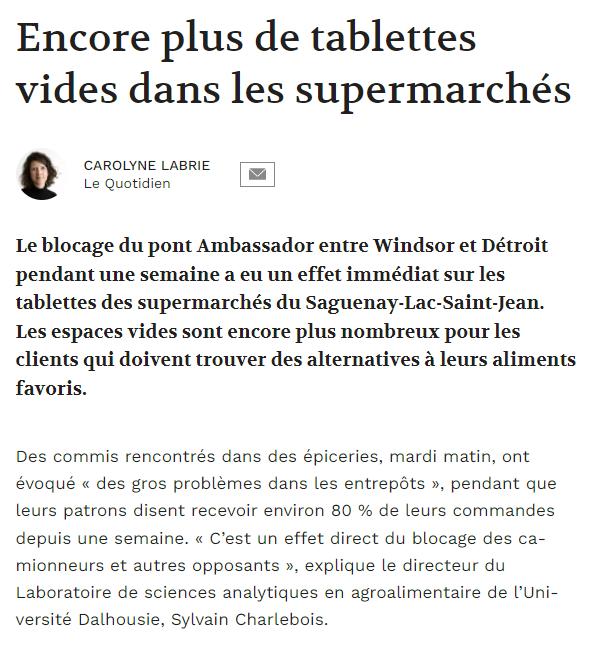 Encore plus de tablettes
vides dans les supermarchés
CAROLYNE LABRIE
Le Quotidien
Le blocage du pont Ambassador entre Windsor et Détroit
pendant une semaine a eu un effet immédiat sur les
tablettes des supermarchés du Saguenay-Lac-Saint-Jean.
Les espaces vides sont encore plus nombreux pour les
clients qui doivent trouver des alternatives à leurs aliments
favoris.
Des commis rencontrés dans des épiceries, mardi matin, ont
évoqué « des gros problèmes dans les entrepôts », pendant que
leurs patrons disent recevoir environ 80 % de leurs commandes
depuis une semaine. « C’est un effet direct du blocage des ca-
mionneurs et autres opposants », explique le directeur du
Laboratoire de sciences analytiques en agroalimentaire de l’Uni-
versité Dalhousie, Sylvain Charlebois.